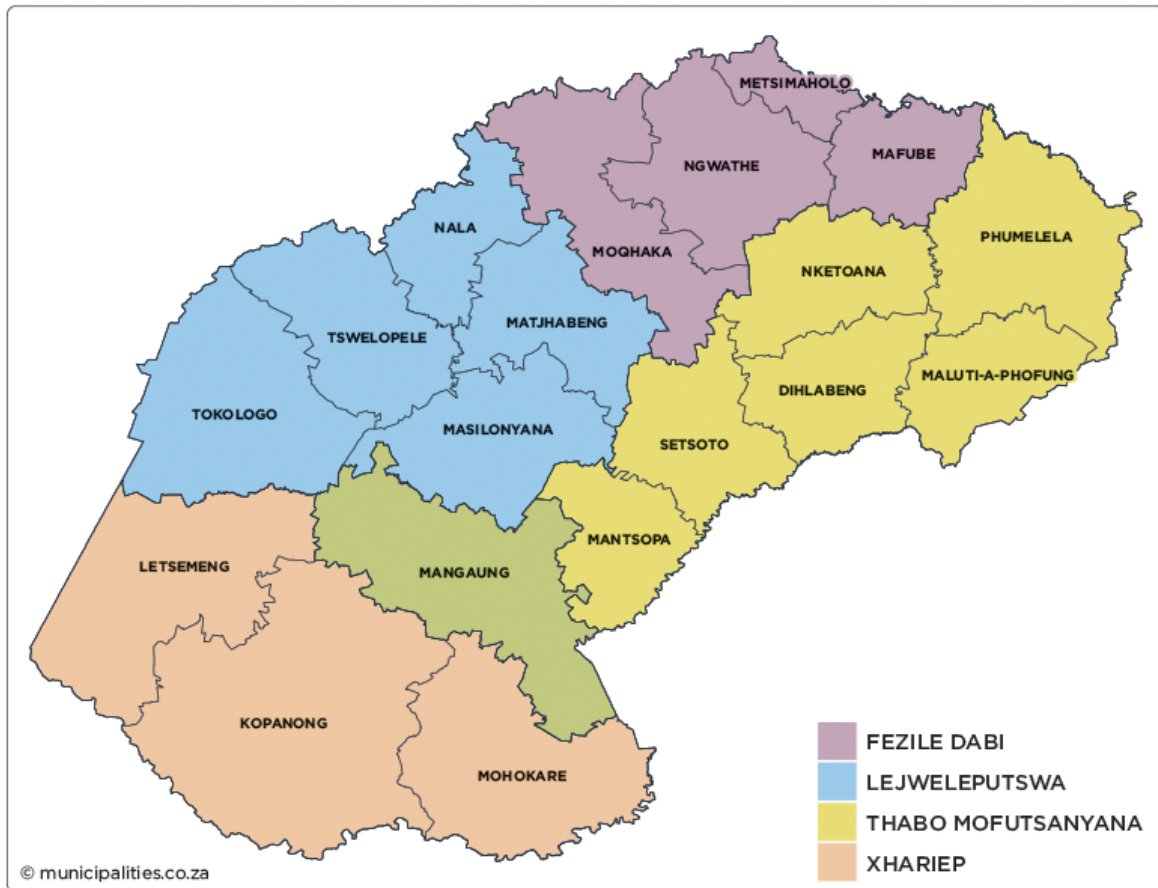 METSIMAHOLO
NGWATHE
MAFUBE
NALA
MOQHAKA
PHUMELELA
NKETOANA
MATJHABENG
TSWELOPELE
MALUTI-A-PHOFUNG
DIHLABENG
TOKOLOGO
MASILONYANA
SETSOTO
MANTSOPA
LETSEMENG
MANGAUNG
KOPANONG
MOHOKARE
FEZILE DABI
LEJWELEPUTSWA
THABO MOFUTSANYANA
XHARIEP
© municipalities.co.za